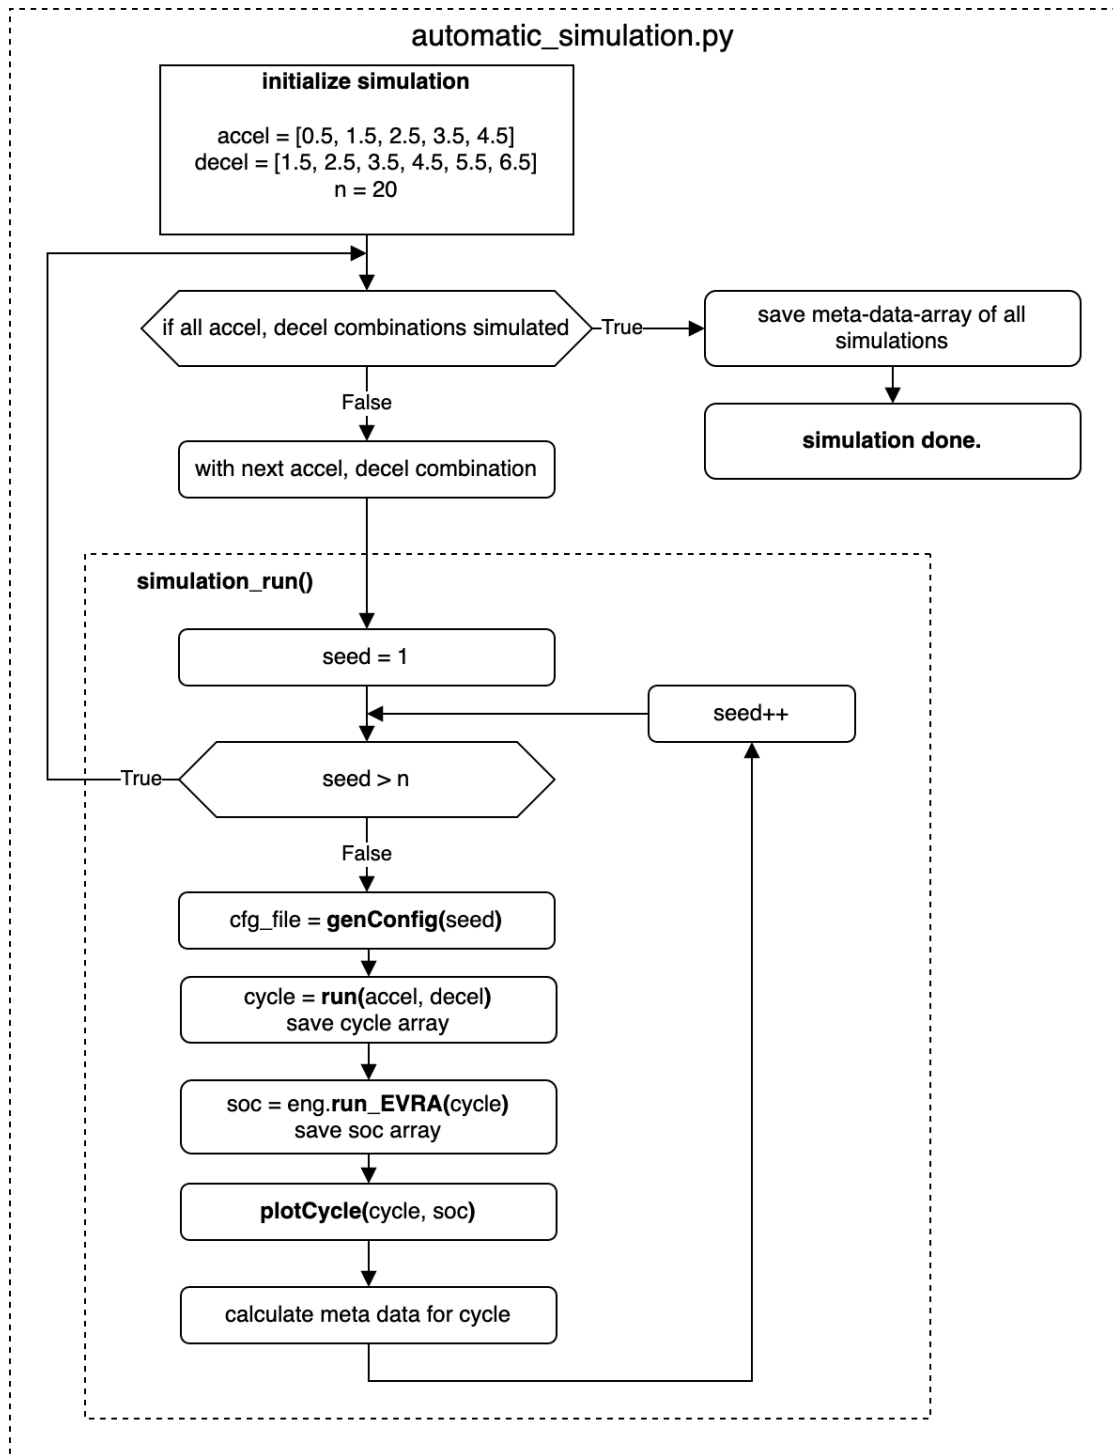 automatic_simulation.py
initialize simulation
accel = [0.5, 1.5, 2.5, 3.5, 4.5]
decel = [1.5, 2.5, 3.5, 4.5, 5.5, 6.5]
n = 20
if all accel, decel combinations simulated
True
save meta-data-array of all
simulations
simulation done.
False
with next accel, decel combination
simulation_run()
seed = 1
seed++
seed > n
True
False
cfg_file = genConfig(seed)
cycle = run(accel, decel)
save cycle array
soc = eng.run_EVRA(cycle)
save soc array
plotCycle(cycle, soc)
calculate meta data for cycle